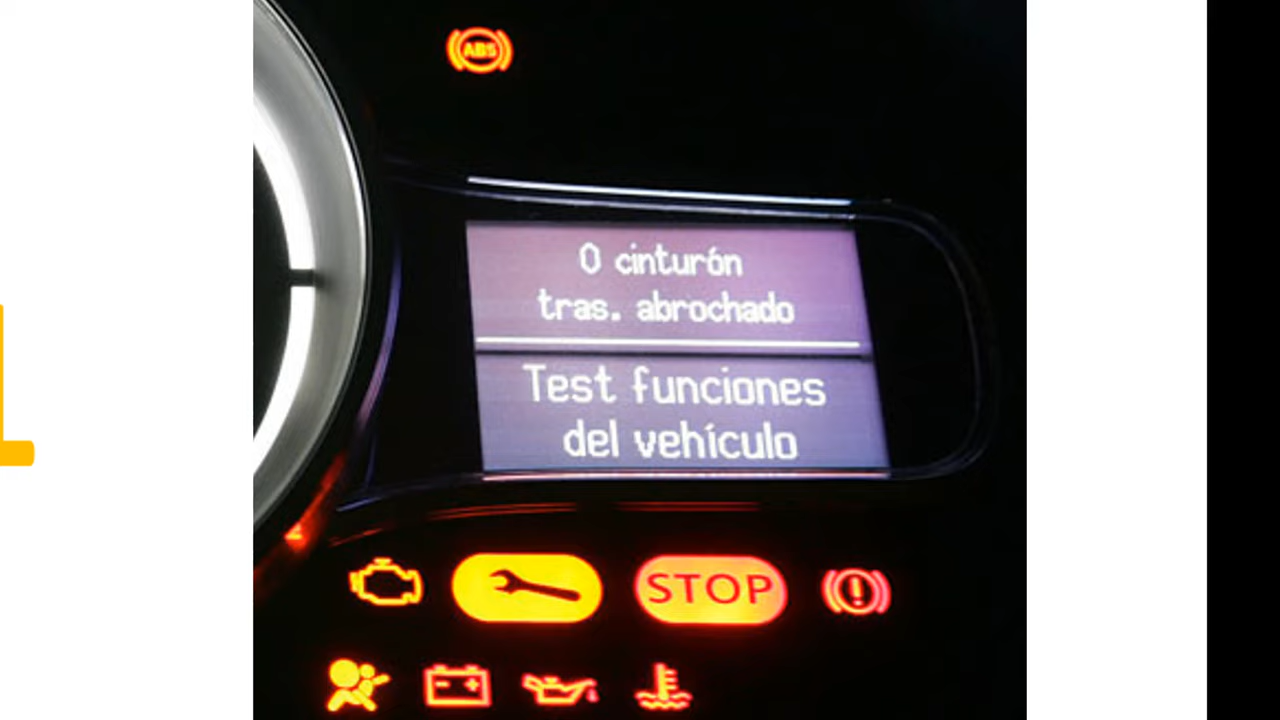 ABS
0 cinturón
tras. abrochado
Test funciones
del vehículo
STOP